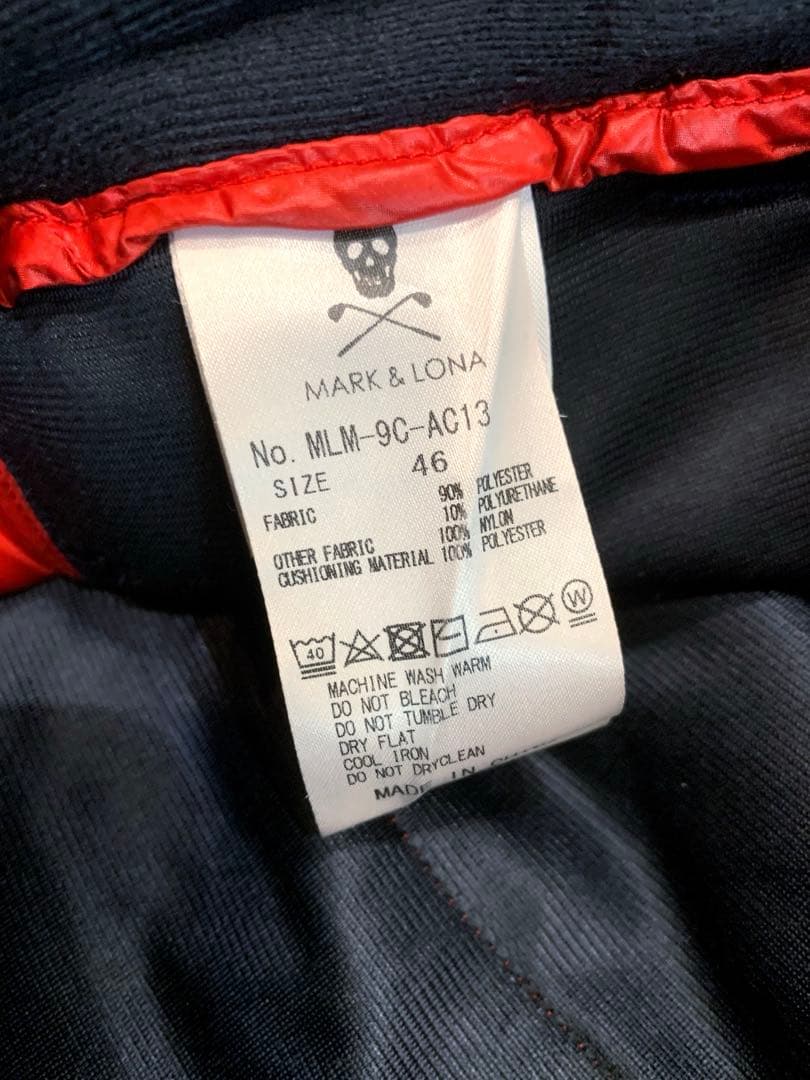 MARK & LONA
No. MLM-9C-AC13
SIZE 46
FABRIC 90% POLYESTER
10% POLYURETHANE
OTHER FABRIC 100% NYLON
CUSHIONING MATERIAL 100% POLYESTER
40 W
MACHINE WASH WARM
DO NOT BLEACH
DO NOT TUMBLE DRY
DRY FLAT
COOL IRON
DO NOT DRYCLEAN
MADE IN